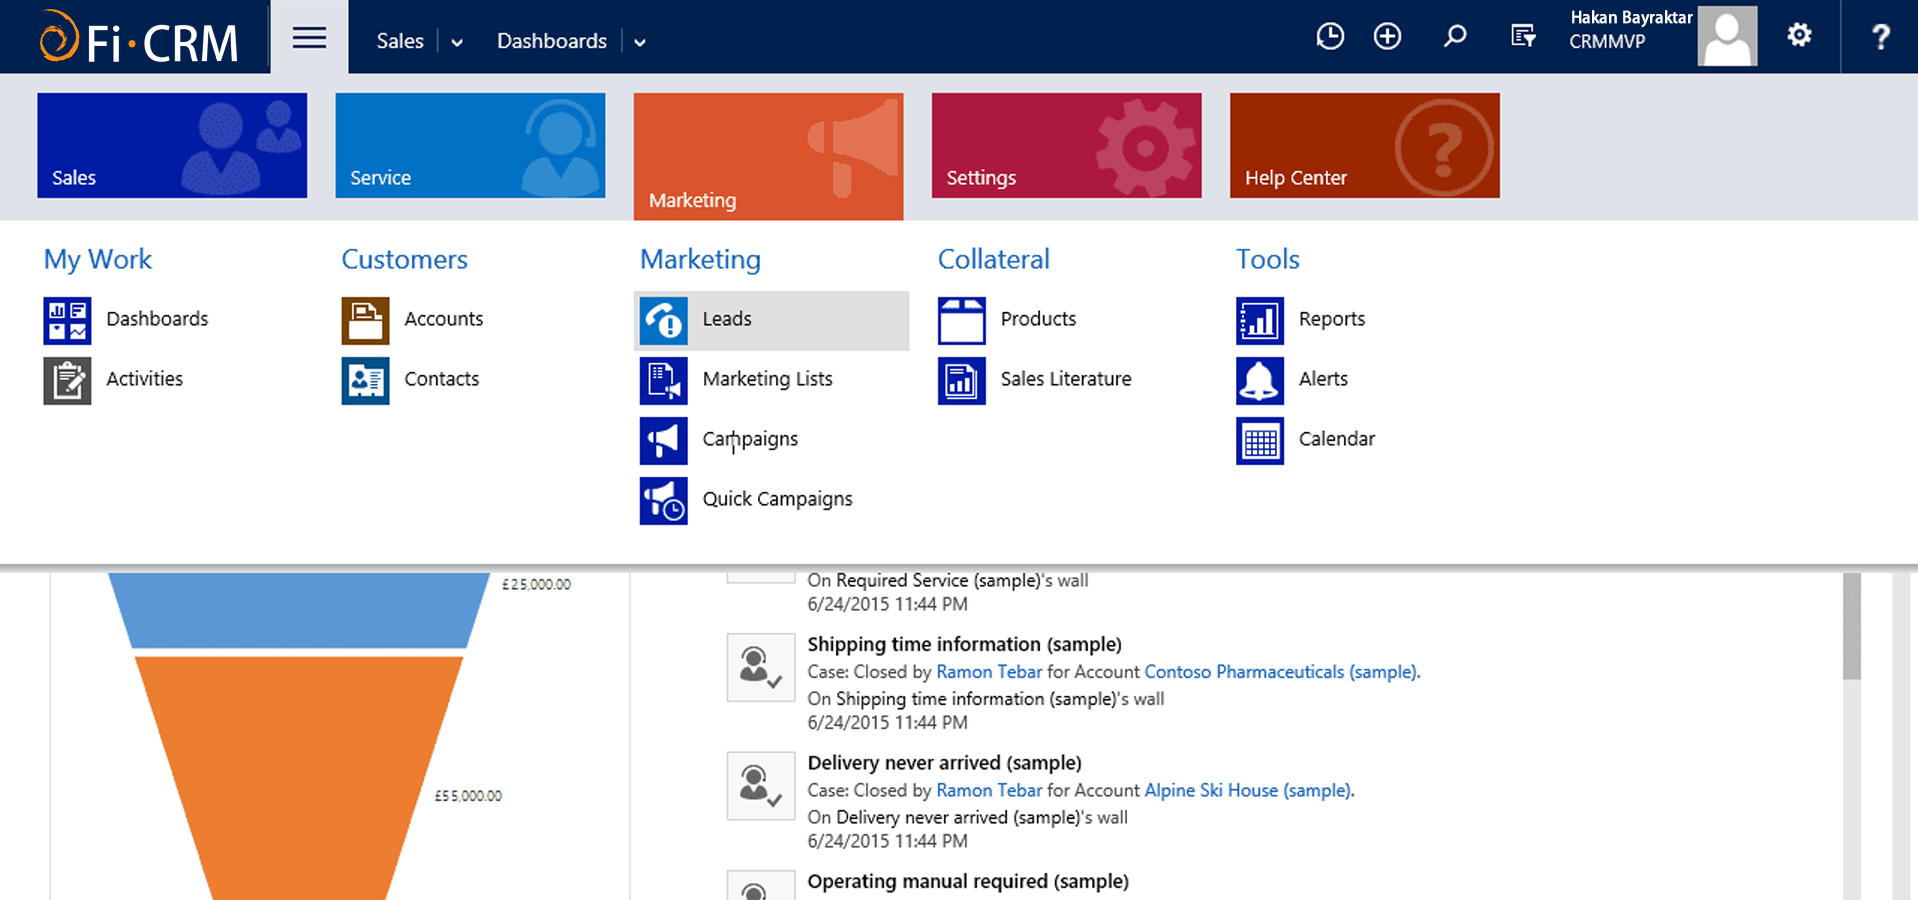 Fi·CRM
Sales
Dashboards
Hakan Bayraktar
CRMMVP
?
Sales
Service
Marketing
Settings
Help Center
My Work
Dashboards
Activities
Customers
Accounts
Contacts
Marketing
Leads
Marketing Lists
Campaigns
Quick Campaigns
Collateral
Products
Sales Literature
Tools
Reports
Alerts
Calendar
£25,000.00
£55,000.00
On Required Service (sample)'s wall
6/24/2015 11:44 PM
Shipping time information (sample)
Case: Closed by Ramon Tebar for Account Contoso Pharmaceuticals (sample).
On Shipping time information (sample)'s wall
6/24/2015 11:44 PM
Delivery never arrived (sample)
Case: Closed by Ramon Tebar for Account Alpine Ski House (sample).
On Delivery never arrived (sample)'s wall
6/24/2015 11:44 PM
Operating manual required (sample)